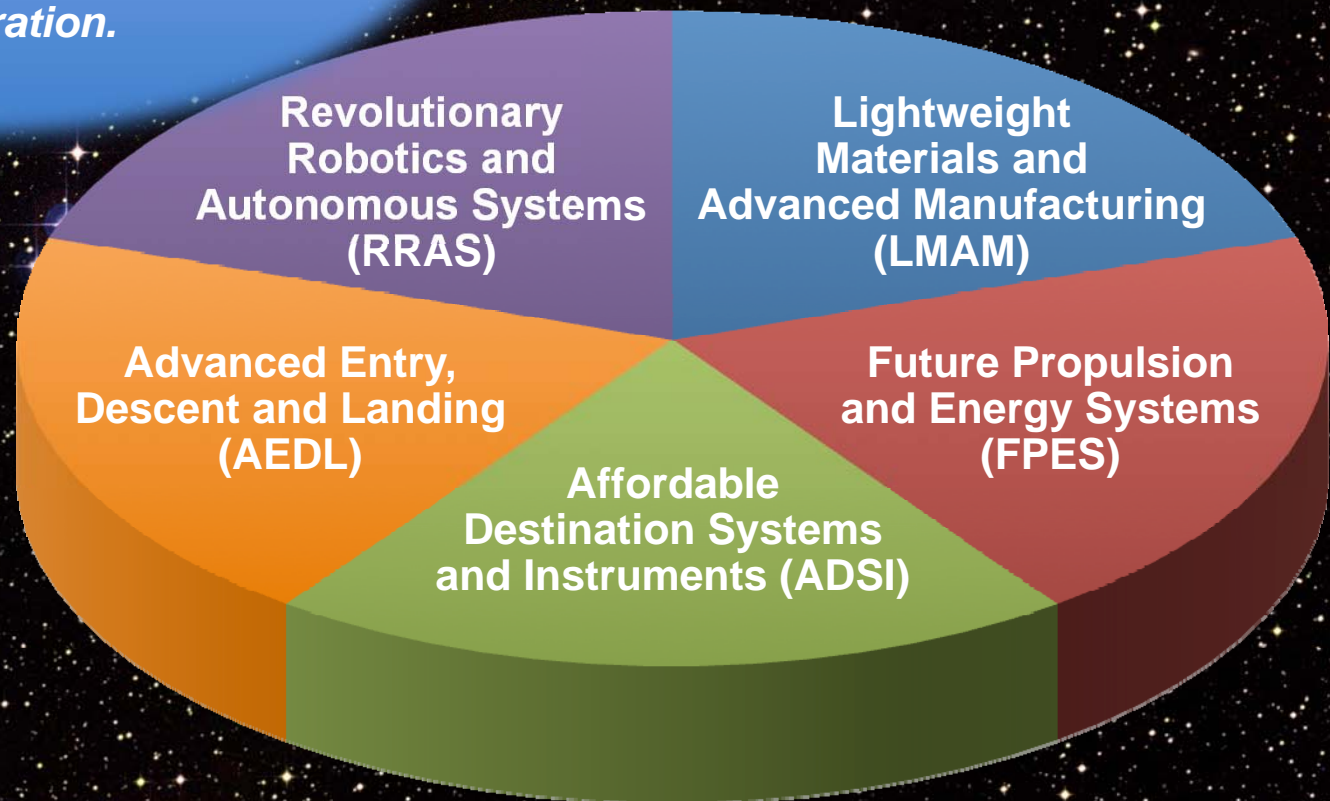 ration.
Revolutionary
Robotics and
Autonomous Systems
(RRAS)
Lightweight
Materials and
Advanced Manufacturing
(LMAM)
Advanced Entry,
Descent and Landing
(AEDL)
Future Propulsion
and Energy Systems
(FPES)
Affordable
Destination Systems
and Instruments (ADSI)